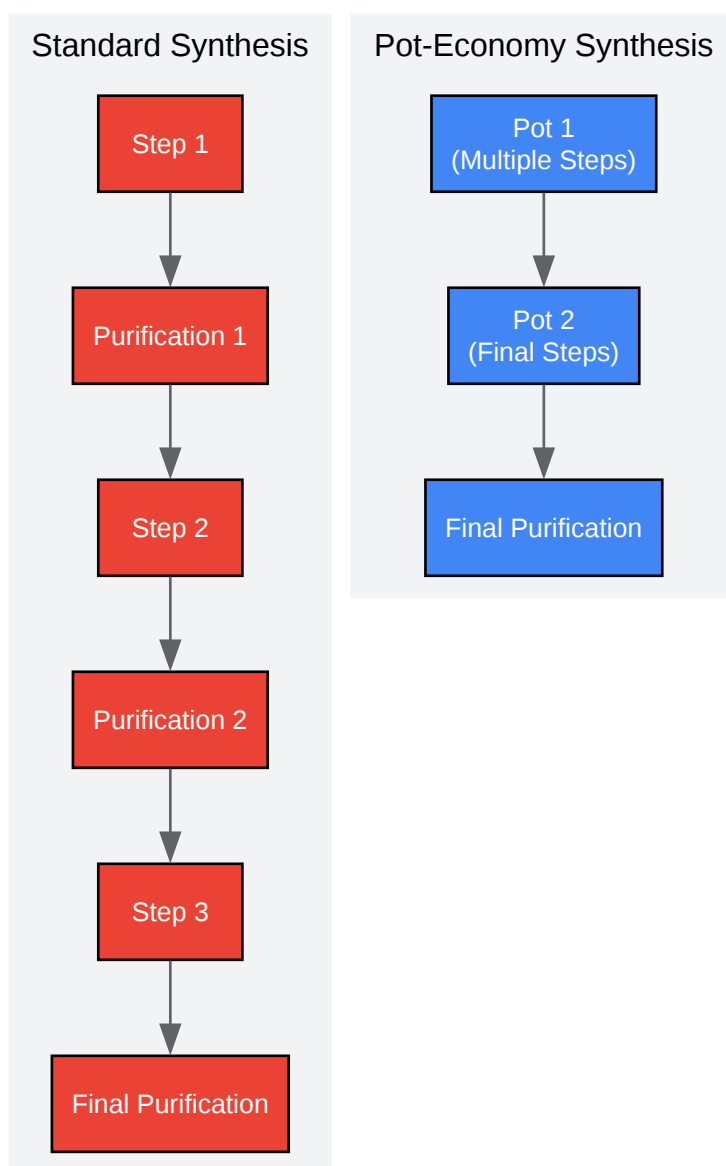 Standard Synthesis
Step 1
Purification 1
Step 2
Purification 2
Step 3
Final Purification
Pot-Economy Synthesis
Pot 1
(Multiple Steps)
Pot 2
(Final Steps)
Final Purification